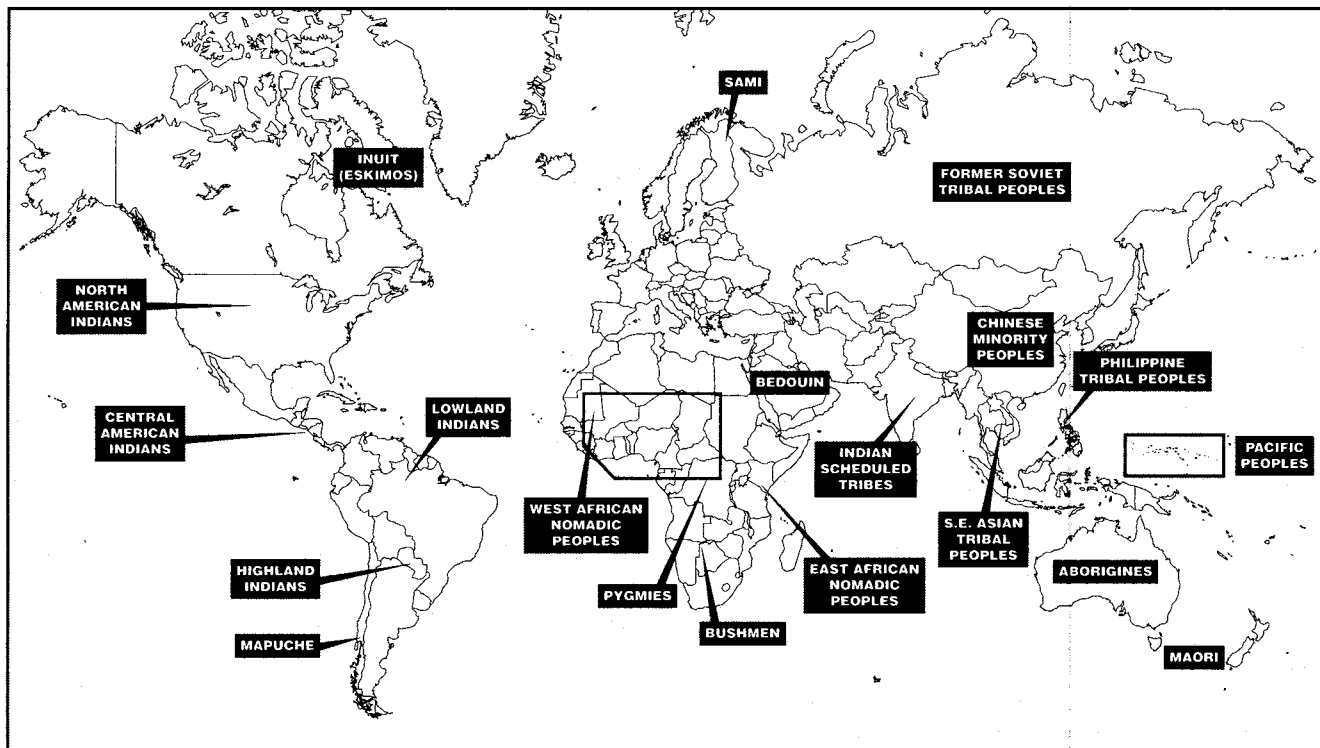 SAMI
INUIT
(ESKIMOS)
FORMER SOVIET
TRIBAL PEOPLES
NORTH
AMERICAN
INDIANS
CHINESE
MINORITY
PEOPLES
PHILIPPINE
TRIBAL PEOPLES
BEDOUIN
CENTRAL
AMERICAN
INDIANS
LOWLAND
INDIANS
INDIAN
SCHEDULED
TRIBES
PACIFIC
PEOPLES
WEST AFRICAN
NOMADIC
PEOPLES
S.E. ASIAN
TRIBAL
PEOPLES
HIGHLAND
INDIANS
PYGMIES
EAST AFRICAN
NOMADIC
PEOPLES
ABORIGINES
BUSHMEN
MAPUCHE
MAORI